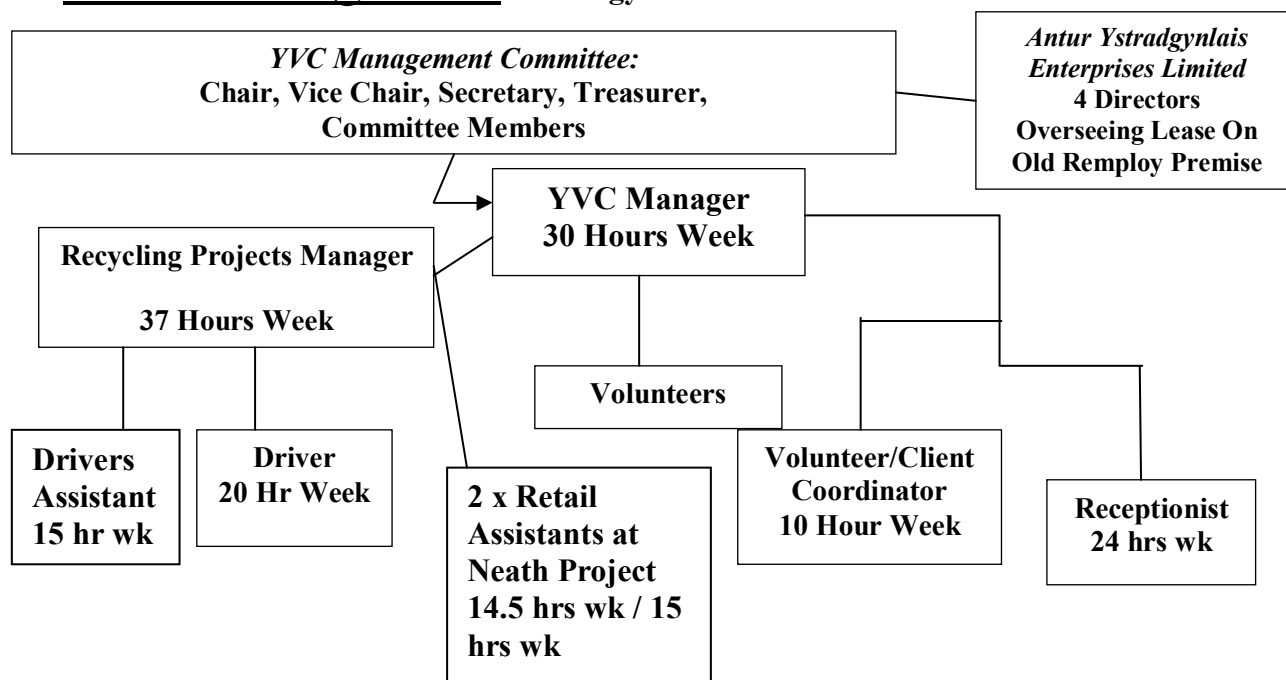 YVC Management Committee:
Chair, Vice Chair, Secretary, Treasurer,
Committee Members
Antur Ystradgynlais
Enterprises Limited
4 Directors
Overseeing Lease On
Old Remploy Premise
YVC Manager
30 Hours Week
Recycling Projects Manager
37 Hours Week
Volunteers
Drivers
Assistant
15 hr wk
Driver
20 Hr Week
2 x Retail
Assistants at
Neath Project
14.5 hrs wk / 15
hrs wk
Volunteer/Client
Coordinator
10 Hour Week
Receptionist
24 hrs wk